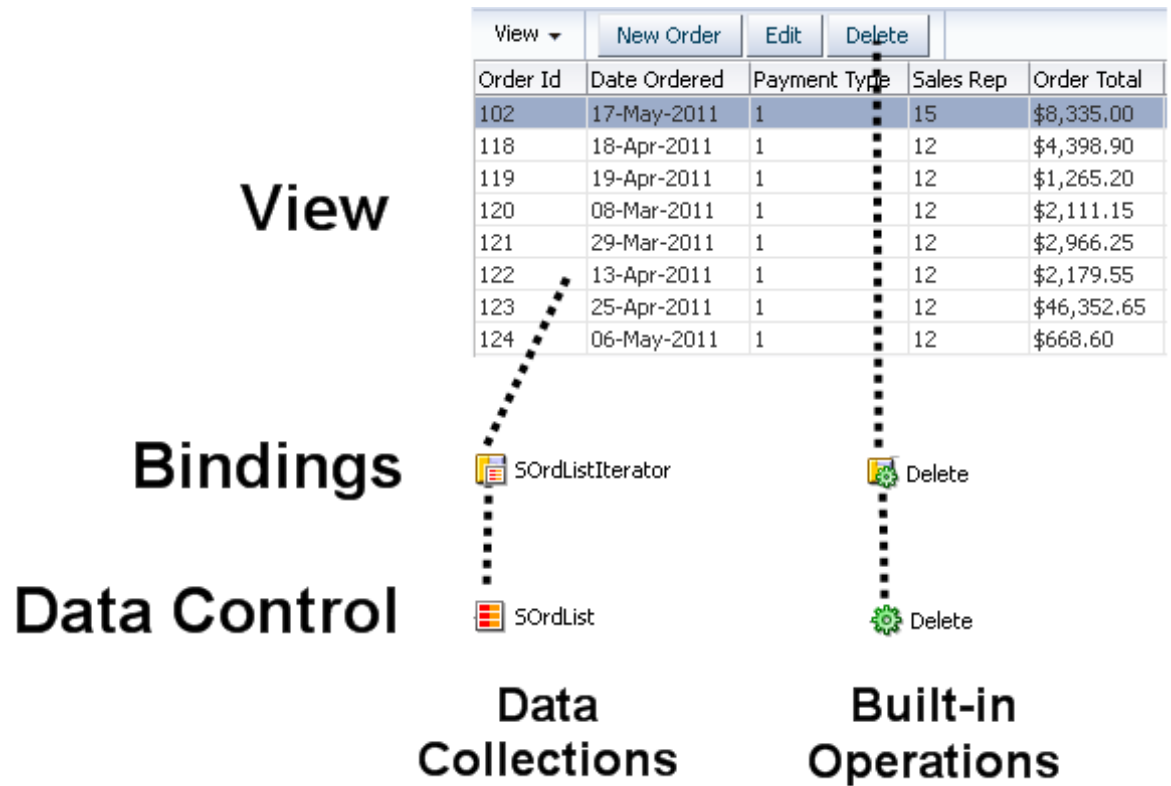 View New Order Edit Delete
Order Id Date Ordered Payment Type Sales Rep Order Total
102 17-May-2011 1 15 $8,335.00
118 18-Apr-2011 1 12 $4,398.90
119 19-Apr-2011 1 12 $1,265.20
120 08-Mar-2011 1 12 $2,111.15
121 29-Mar-2011 1 12 $2,966.25
122 13-Apr-2011 1 12 $2,179.55
123 25-Apr-2011 1 12 $46,352.65
124 06-May-2011 1 12 $668.60
View
Bindings SOrdListIterator Delete
Data Control SOrdList Delete
Data
Collections
Built-in
Operations